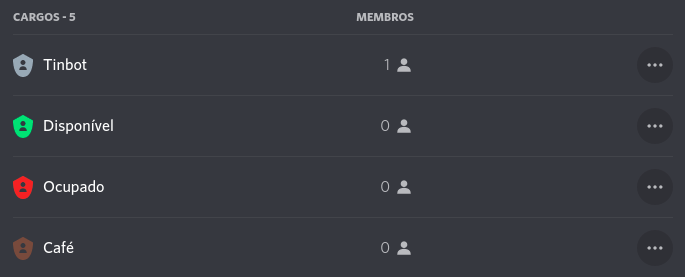 CARGOS - 5 MEMBROS
Tinbot 1
Disponível 0
Ocupado 0
Café 0